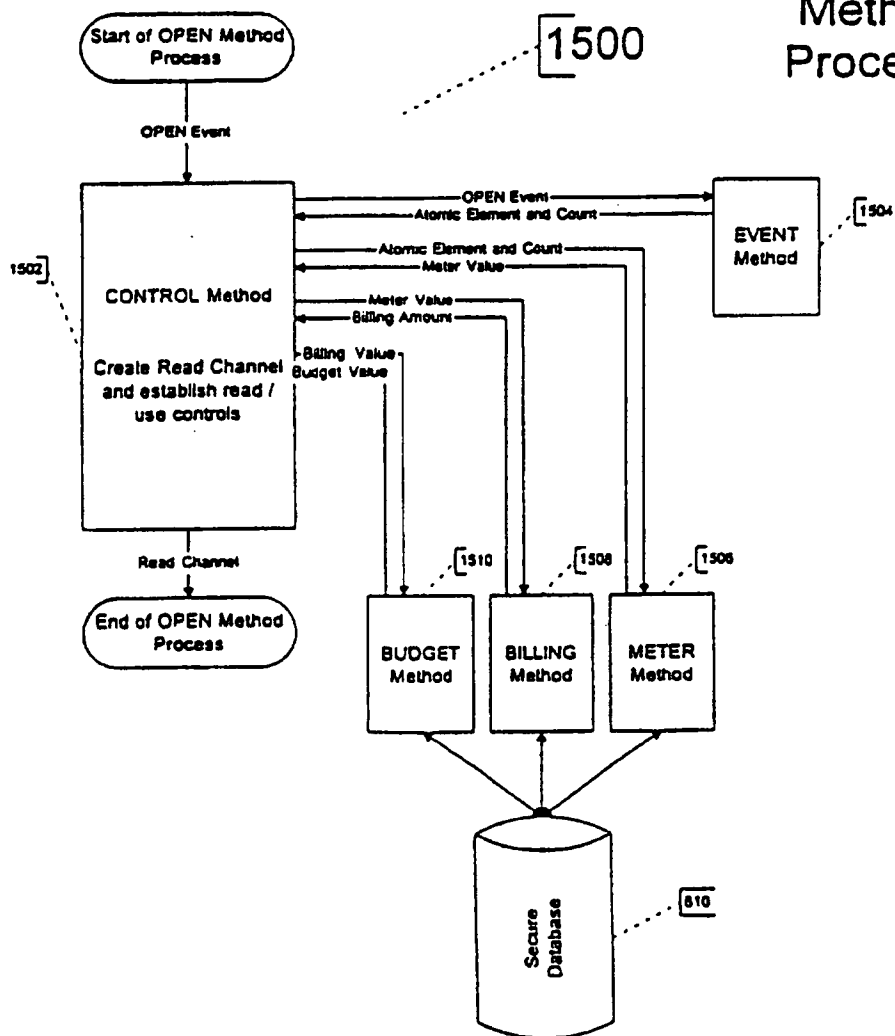 Start of OPEN Method
Process
1500
Meth
Proce
OPEN Event
OPEN Event
Atomic Element and Count
EVENT
Method
1504
Atomic Element and Count
Meter Value
1502
CONTROL Method
Meter Value
Billing Amount
Create Read Channel
and establish read /
use controls
Billing Value
Budget Value
Read Channel
1510
1508
1506
End of OPEN Method
Process
BUDGET
Method
BILLING
Method
METER
Method
Secure
Database
610